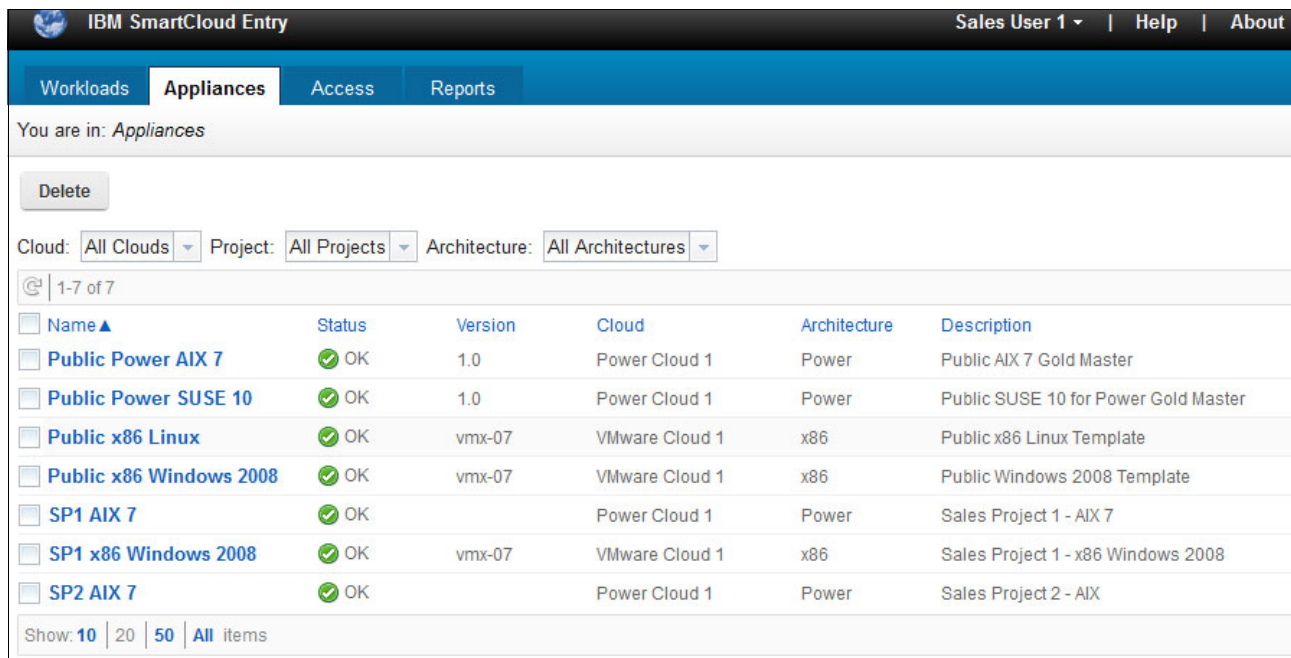 IBM SmartCloud Entry Sales User 1 | Help | About
Workloads Appliances Access Reports
You are in: Appliances
Delete
Cloud: All Clouds Project: All Projects Architecture: All Architectures
1-7 of 7
Name▲ Status Version Cloud Architecture Description
Public Power AIX 7 OK 1.0 Power Cloud 1 Power Public AIX 7 Gold Master
Public Power SUSE 10 OK 1.0 Power Cloud 1 Power Public SUSE 10 for Power Gold Master
Public x86 Linux OK vmx-07 VMware Cloud 1 x86 Public x86 Linux Template
Public x86 Windows 2008 OK vmx-07 VMware Cloud 1 x86 Public Windows 2008 Template
SP1 AIX 7 OK Power Cloud 1 Power Sales Project 1 - AIX 7
SP1 x86 Windows 2008 OK vmx-07 VMware Cloud 1 x86 Sales Project 1 - x86 Windows 2008
SP2 AIX 7 OK Power Cloud 1 Power Sales Project 2 - AIX
Show: 10 | 20 | 50 | All items